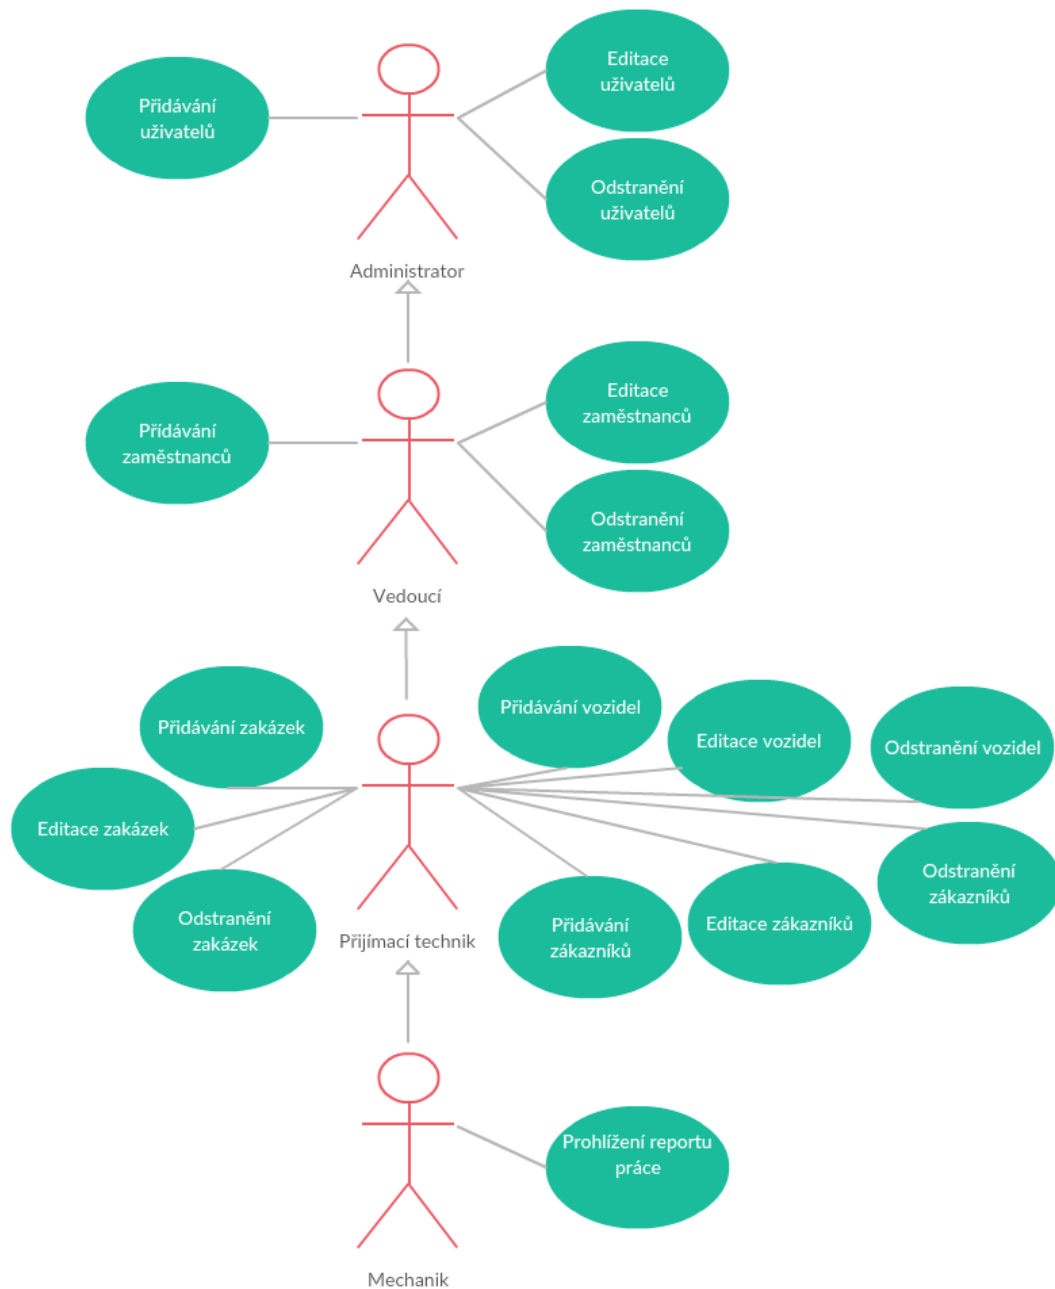 Přidávání
uživatelů
Editace
uživatelů
Odstranění
uživatelů
Administrator
Přídávání
zaměstnanců
Editace
zaměstnanců
Odstranění
zaměstnanců
Vedoucí
Přidávání zakázek
Editace zakázek
Odstranění
zakázek
Přidávání vozidel
Editace vozidel
Odstranění vozidel
Přidávání
zákazníků
Editace zákazníků
Odstranění
zákazníků
Přijímací technik
Prohlížení reportu
práce
Mechanik